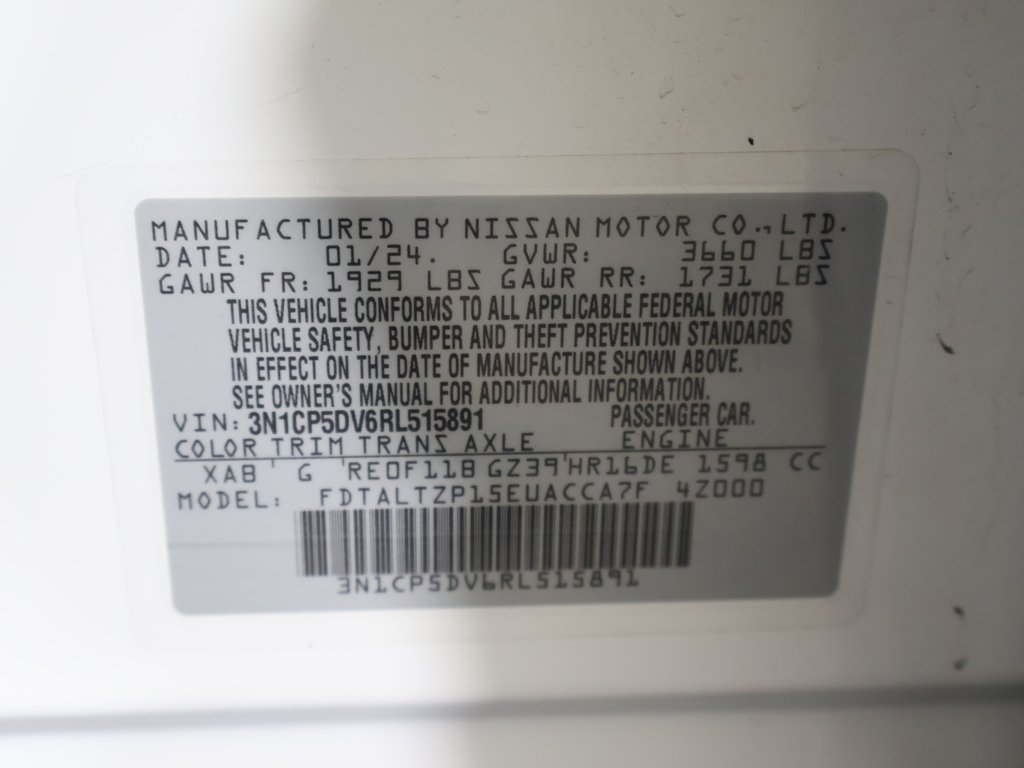 MANUFACTURED BY NISSAN MOTOR CO., LTD.
DATE: 01/24. GVWR: 3660 LBS
GAWR FR: 1929 LBS GAWR RR: 1731 LBS
THIS VEHICLE CONFORMS TO ALL APPLICABLE FEDERAL MOTOR
VEHICLE SAFETY, BUMPER AND THEFT PREVENTION STANDARDS
IN EFFECT ON THE DATE OF MANUFACTURE SHOWN ABOVE.
SEE OWNER'S MANUAL FOR ADDITIONAL INFORMATION.
VIN: 3N1CP5DV6RL515891 PASSENGER CAR.
COLOR TRIM TRANS AXLE ENGINE
XAB ' G 'RE0F11B GZ39'HR16DE 1598 CC
MODEL: FDTALTZP15EUACCA7F 4Z000
3N1CP5DV6RL515891